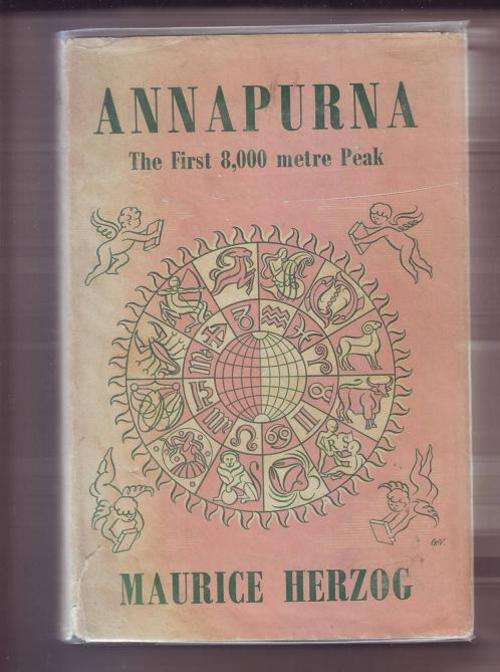 ANNAPURNA
The First 8,000 metre Peak
MAURICE HERZOG